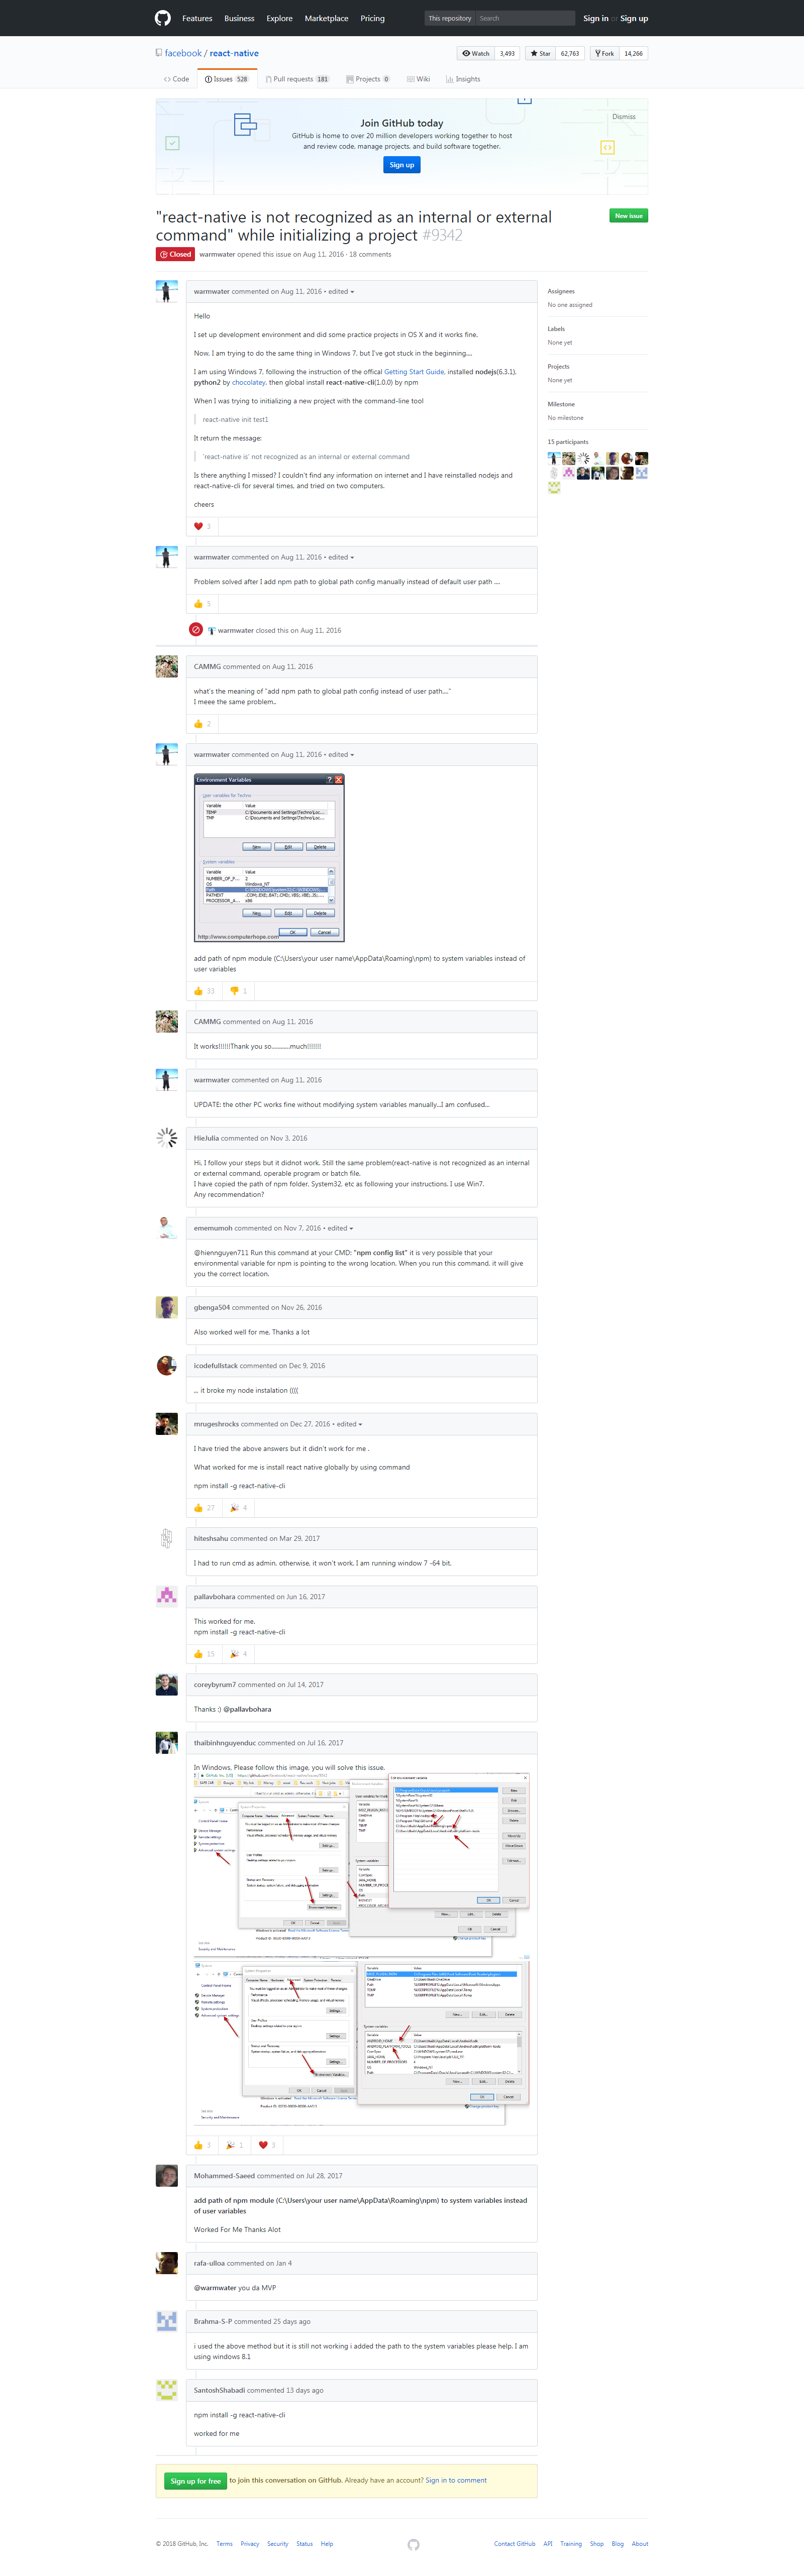 Features Business Explore Marketplace Pricing This repository Search Sign in or Sign up
facebook / react-native Watch 3,493 Star 62,763 Fork 14,266
Code Issues 528 Pull requests 181 Projects 0 Wiki Insights
Dismiss
Join GitHub today
GitHub is home to over 20 million developers working together to host
and review code, manage projects, and build software together.
Sign up
"react-native is not recognized as an internal or external
command" while initializing a project #9342
New issue
Closed warmwater opened this issue on Aug 11, 2016 · 18 comments
warmwater commented on Aug 11, 2016 • edited
Hello
I set up development environment and did some practice projects in OS X and it works fine.
Now, I am trying to do the same thing in Windows 7, but I've got stuck in the beginning....
I am using Windows 7, following the instruction of the offical Getting Start Guide, installed nodejs(6.3.1),
python2 by chocolatey, then global install react-native-cli(1.0.0) by npm
When I was trying to initializing a new project with the command-line tool
react-native init test1
It return the message:
'react-native is' not recognized as an internal or external command
Is there anything I missed? I couldn't find any information on internet and I have reinstalled nodejs and
react-native-cli for several times, and tried on two computers.
cheers
3
Assignees
No one assigned
Labels
None yet
Projects
None yet
Milestone
No milestone
15 participants
warmwater commented on Aug 11, 2016 • edited
Problem solved after I add npm path to global path config manually instead of default user path ....
5
warmwater closed this on Aug 11, 2016
CAMMG commented on Aug 11, 2016
what's the meaning of "add npm path to global path config instead of user path...."
I meee the same problem..
2
warmwater commented on Aug 11, 2016 • edited
Environment Variables
User variables for Techno
Variable Value
TEMP C:\Documents and Settings\Techno\Loc...
TMP C:\Documents and Settings\Techno\Loc...
New Edit Delete
System variables
Variable Value
NUMBER_OF_P... 2
OS Windows_NT
Path C:\WINDOWS\system32;C:\WINDOWS;...
PATHEXT .COM;.EXE;.BAT;.CMD;.VBS;.VBE;.JS;...
PROCESSOR_A... x86
New Edit Delete
OK Cancel
http://www.computerhope.com
add path of npm module (C:\Users\your user name\AppData\Roaming\npm) to system variables instead of
user variables
33 1
CAMMG commented on Aug 11, 2016
It works!!!!!!Thank you so...........much!!!!!!!
warmwater commented on Aug 11, 2016
UPDATE: the other PC works fine without modifying system variables manually...I am confused...
HieJulia commented on Nov 3, 2016
Hi, I follow your steps but it didnot work. Still the same problem(react-native is not recognized as an internal
or external command, operable program or batch file.
I have copied the path of npm folder, System32, etc as following your instructions. I use Win7.
Any recommendation?
ememumoh commented on Nov 7, 2016 • edited
@hiennguyen711 Run this command at your CMD: "npm config list" it is very possible that your
environmental variable for npm is pointing to the wrong location. When you run this command, it will give
you the correct location.
gbenga504 commented on Nov 26, 2016
Also worked well for me, Thanks a lot
icodefullstack commented on Dec 9, 2016
... it broke my node instalation ((((
mrugeshrocks commented on Dec 27, 2016 • edited
I have tried the above answers but it didn't work for me .
What worked for me is install react native globally by using command
npm install -g react-native-cli
27 4
hiteshsahu commented on Mar 29, 2017
I had to run cmd as admin, otherwise, it won't work, I am running window 7 -64 bit.
pallavbohara commented on Jun 16, 2017
This worked for me.
npm install -g react-native-cli
15 4
coreybyrum7 commented on Jul 14, 2017
Thanks :) @pallavbohara
thaibinhnguyenduc commented on Jul 16, 2017
In Windows. Please follow this image, you will solve this issue.
3 1 3
Mohammed-Saeed commented on Jul 28, 2017
add path of npm module (C:\Users\your user name\AppData\Roaming\npm) to system variables instead
of user variables
Worked For Me Thanks Alot
rafa-ulloa commented on Jan 4
@warmwater you da MVP
Brahma-S-P commented 25 days ago
i used the above method but it is still not working i added the path to the system variables please help. I am
using windows 8.1
SantoshShabadi commented 13 days ago
npm install -g react-native-cli
worked for me
Sign up for free to join this conversation on GitHub. Already have an account? Sign in to comment
© 2018 GitHub, Inc. Terms Privacy Security Status Help Contact GitHub API Training Shop Blog About